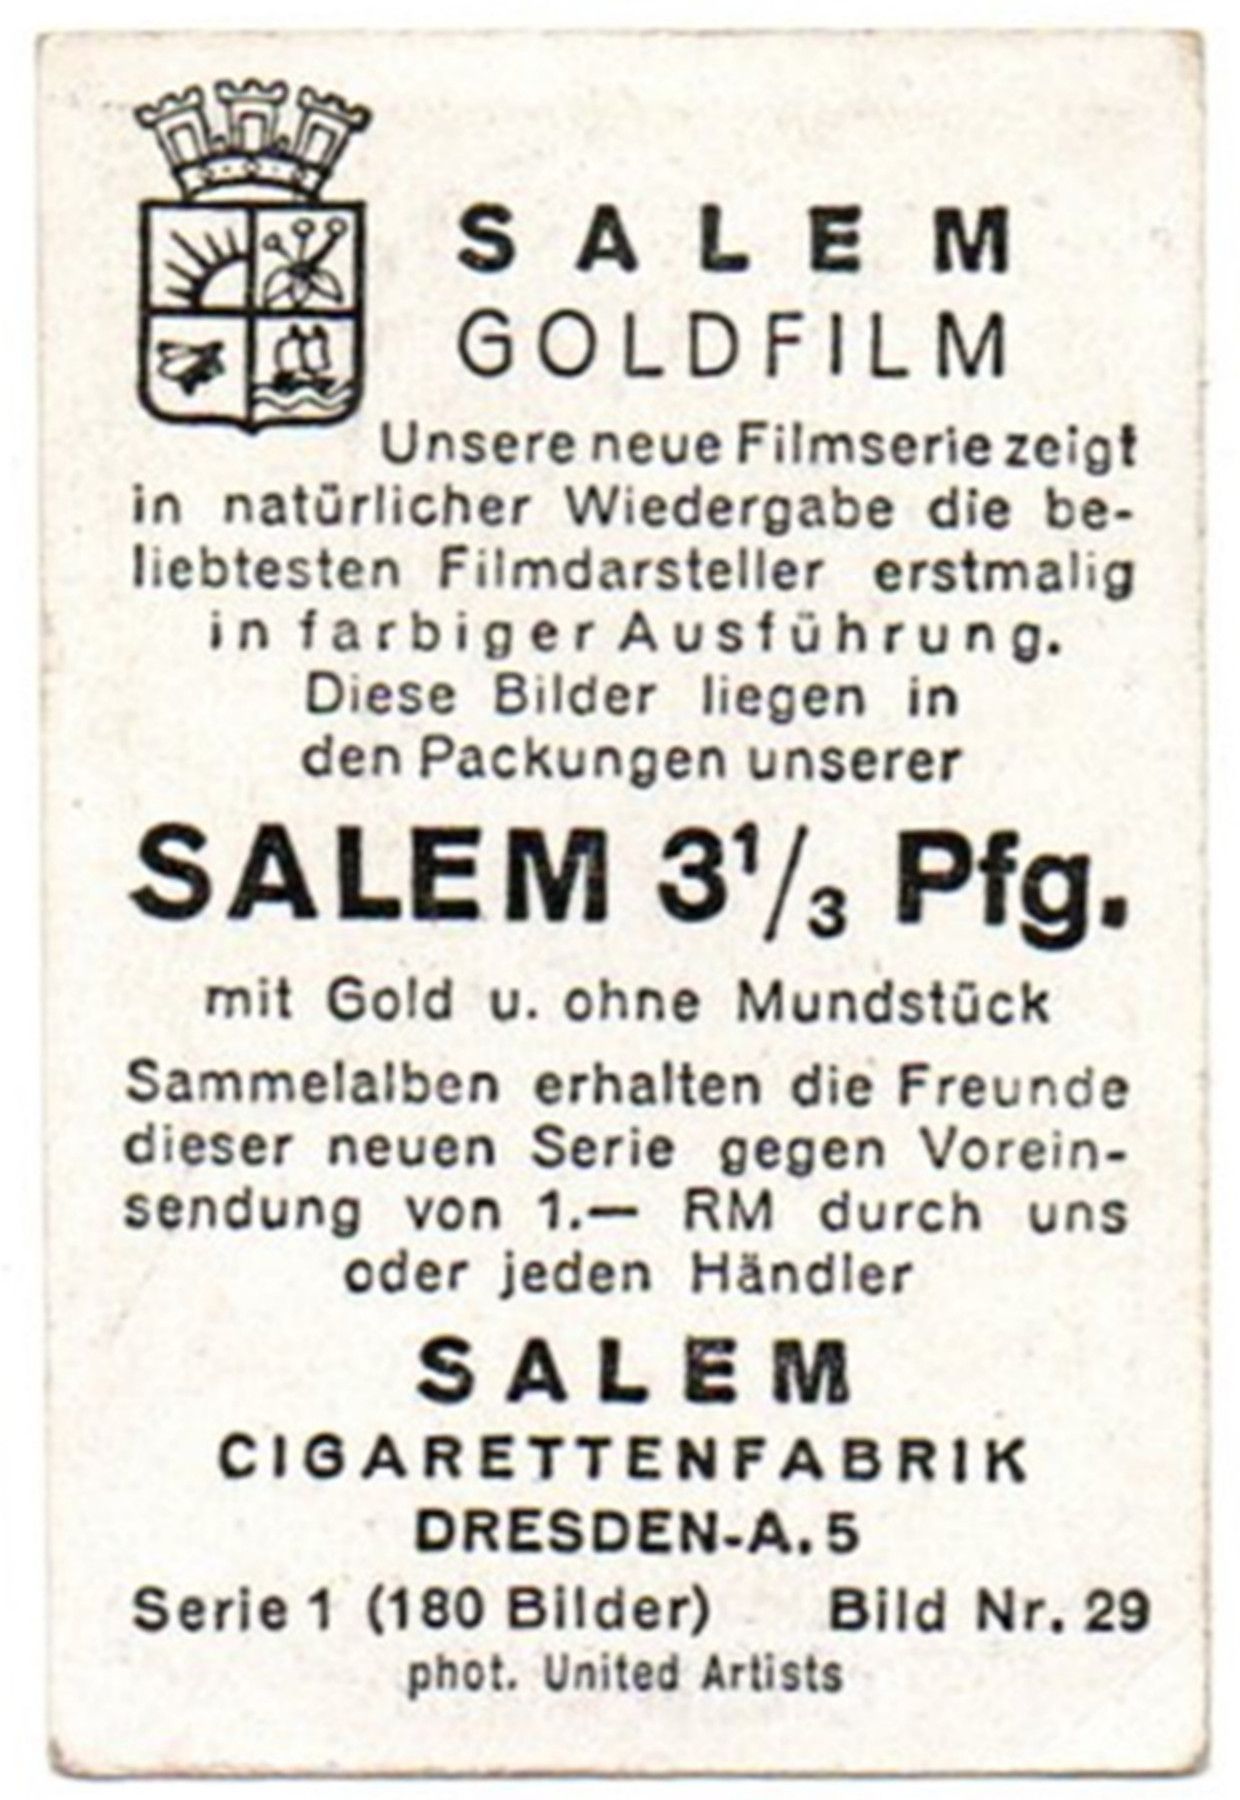 SALEM
GOLDFILM
Unsere neue Filmserie zeigt
in natürlicher Wiedergabe die be-
liebtesten Filmdarsteller erstmalig
in farbiger Ausführung.
Diese Bilder liegen in
den Packungen unserer
SALEM 3 1/3 Pfg.
mit Gold u. ohne Mundstück
Sammelalben erhalten die Freunde
dieser neuen Serie gegen Vorein-
sendung von 1.— RM durch uns
oder jeden Händler
SALEM
CIGARETTENFABRIK
DRESDEN-A. 5
Serie 1 (180 Bilder) Bild Nr. 29
phot. United Artists